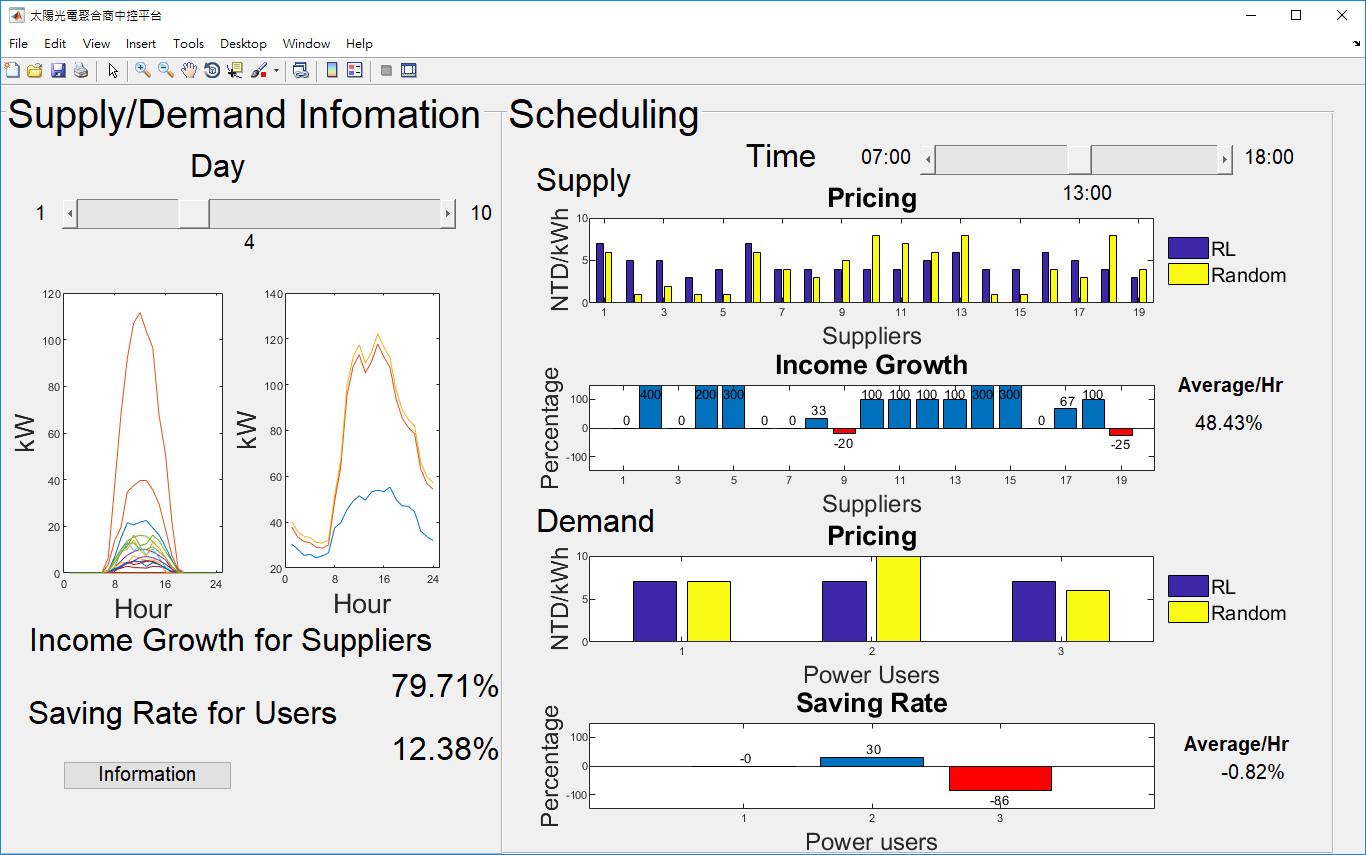 太陽光電聚合商中控平台
File Edit View Insert Tools Desktop Window Help
Supply/Demand Infomation
Day
1 10
4
kW
120
100
80
60
40
20
0
0 8 16 24
Hour
kW
140
120
100
80
60
40
20
0 8 16 24
Hour
Income Growth for Suppliers
79.71%
Saving Rate for Users
12.38%
Information
Scheduling
Time 07:00 18:00
13:00
Supply
Pricing
NTD/kWh
10
5
0
1 3 5 7 9 11 13 15 17 19
Suppliers
RL
Random
Income Growth
Percentage
100
0
-100
0 400 0 200 300 0 0 33 -20 100 100 100 100 300 300 0 67 100 -25
1 3 5 7 9 11 13 15 17 19
Suppliers
Average/Hr
48.43%
Demand
Pricing
NTD/kWh
10
5
0
1 2 3
Power Users
RL
Random
Saving Rate
Percentage
100
0
-100
-0 30 -86
1 2 3
Power users
Average/Hr
-0.82%